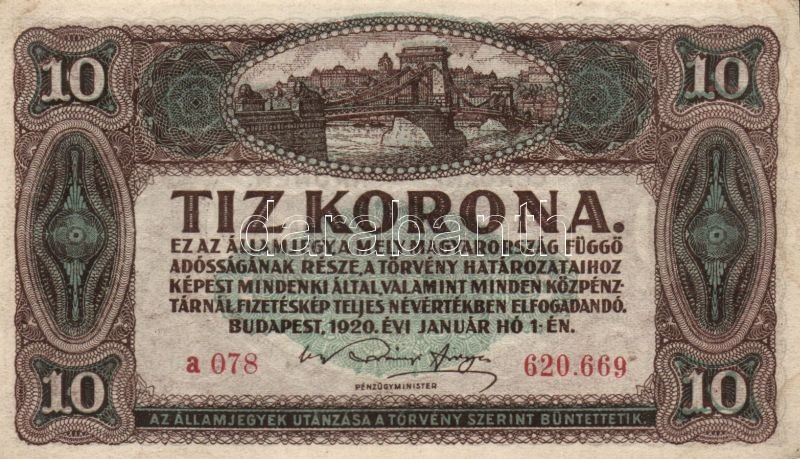 10 10
TIZ KORONA.
darabanth
EZ AZ ÁLLAMJEGY, A MELY MAGYARORSZÁG FÜGGŐ
ADÓSSÁGÁNAK RÉSZE, A TÖRVÉNY HATÁROZATAIHOZ
KÉPEST MINDENKI ÁLTAL, VALAMINT MINDEN KÖZPÉNZ-
TÁRNÁL FIZETÉSKÉP TELJES NÉVÉRTÉKBEN ELFOGADANDÓ.
BUDAPEST, 1920. ÉVI JANUÁR HÓ 1-ÉN.
a 078 620.669
PÉNZÜGYMINISTER
10 10
AZ ÁLLAMJEGYEK UTÁNZÁSA A TÖRVÉNY SZERINT BÜNTETTETIK.